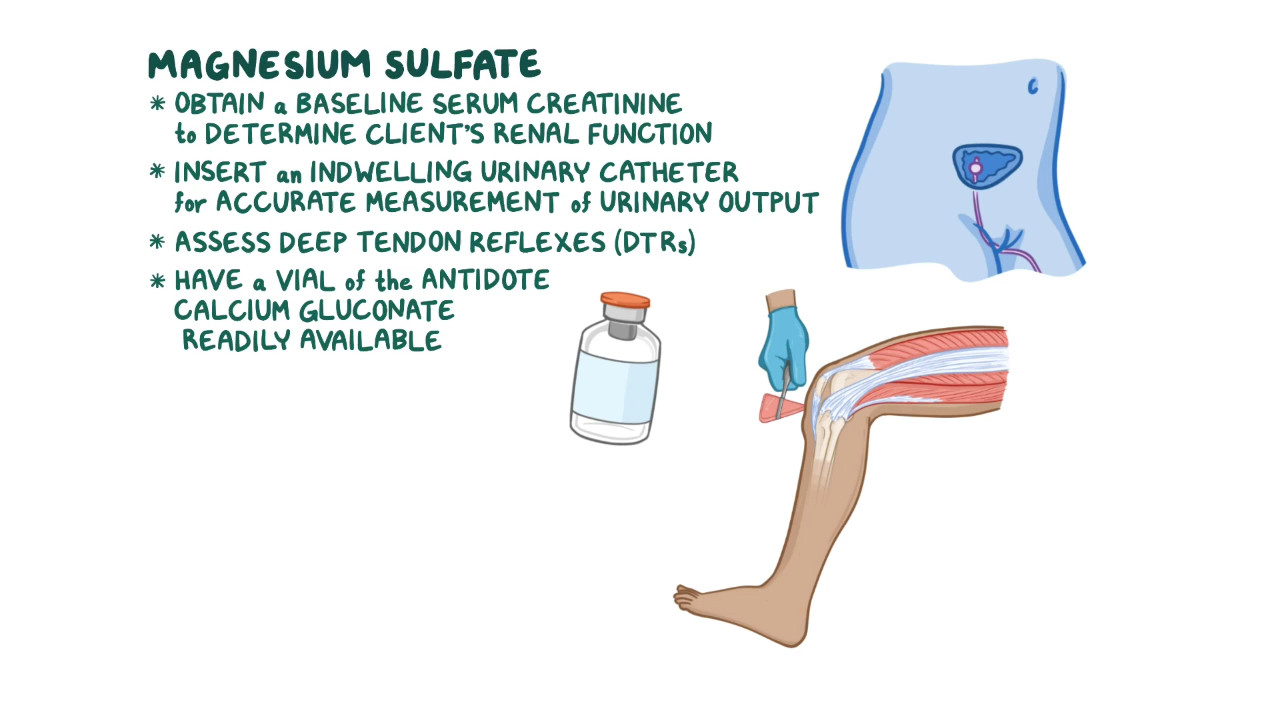 MAGNESIUM SULFATE
* OBTAIN a BASELINE SERUM CREATININE
to DETERMINE CLIENT'S RENAL FUNCTION
* INSERT an INDWELLING URINARY CATHETER
for ACCURATE MEASUREMENT of URINARY OUTPUT
* ASSESS DEEP TENDON REFLEXES (DTRs)
* HAVE a VIAL of the ANTIDOTE
CALCIUM GLUCONATE
READILY AVAILABLE